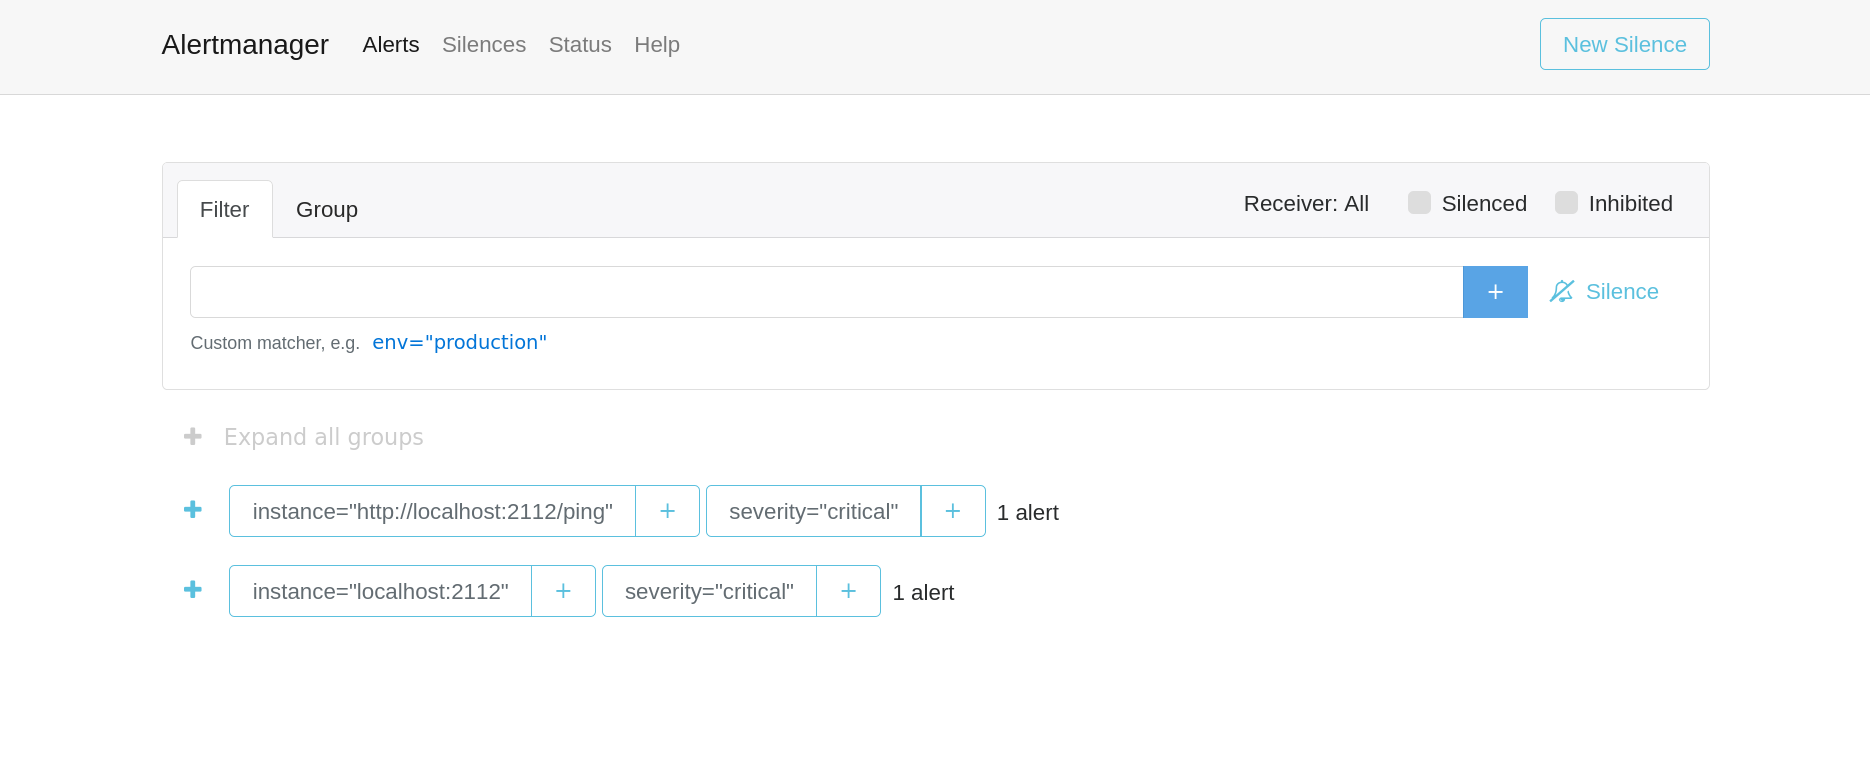 Alertmanager Alerts Silences Status Help New Silence
Filter Group Receiver: All Silenced Inhibited
+ Silence
Custom matcher, e.g. env="production"
Expand all groups
instance="http://localhost:2112/ping" + severity="critical" + 1 alert
instance="localhost:2112" + severity="critical" + 1 alert